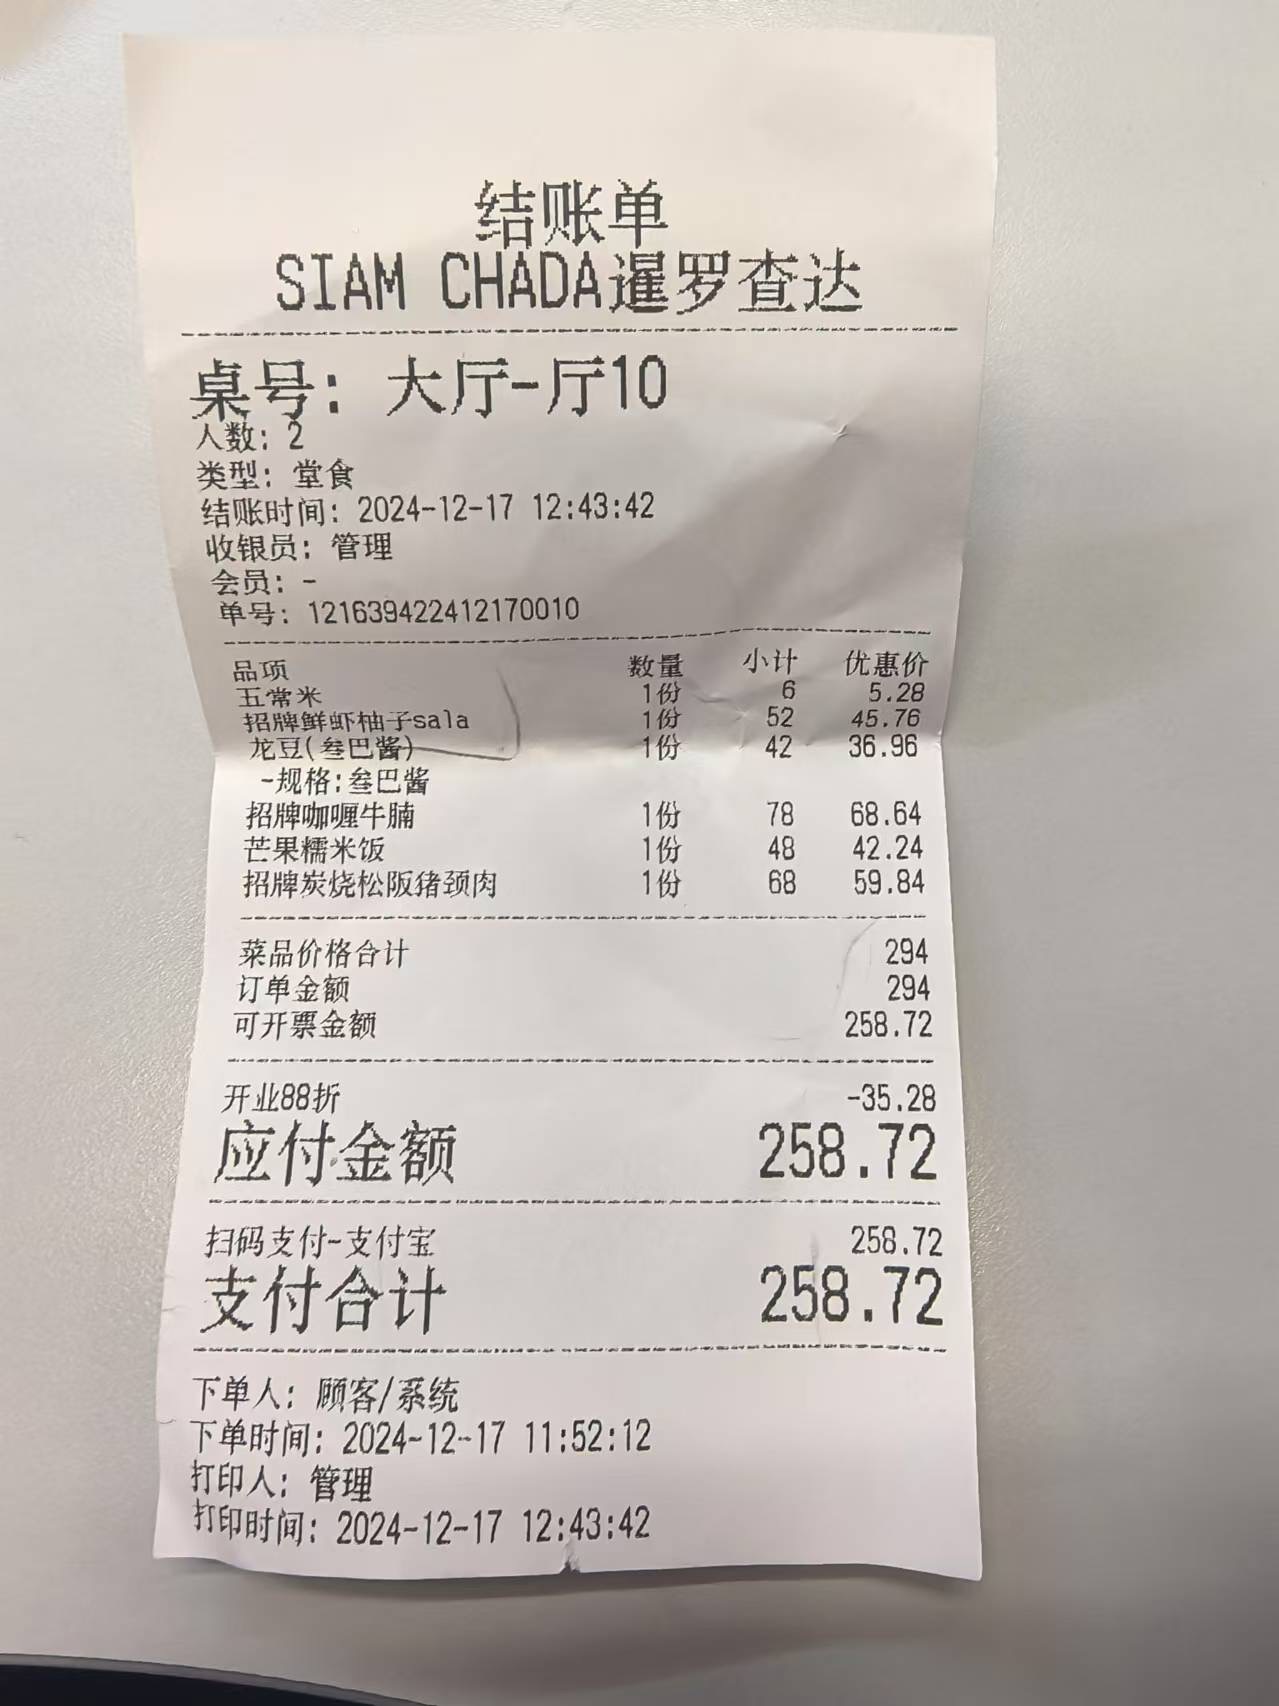 结账单
SIAM CHADA暹罗查达
桌号: 大厅-厅10
人数: 2
类型: 堂食
结账时间: 2024-12-17 12:43:42
收银员: 管理
会员: -
单号: 121639422412170010
品项 数量 小计 优惠价
五常米 1份 6 5.28
招牌鲜虾柚子sala 1份 52 45.76
龙豆(叁巴酱) 1份 42 36.96
-规格:叁巴酱
招牌咖喱牛腩 1份 78 68.64
芒果糯米饭 1份 48 42.24
招牌炭烧松阪猪颈肉 1份 68 59.84
菜品价格合计 294
订单金额 294
可开票金额 258.72
开业88折 -35.28
应付金额 258.72
扫码支付-支付宝 258.72
支付合计 258.72
下单人: 顾客/系统
下单时间: 2024-12-17 11:52:12
打印人: 管理
打印时间: 2024-12-17 12:43:42